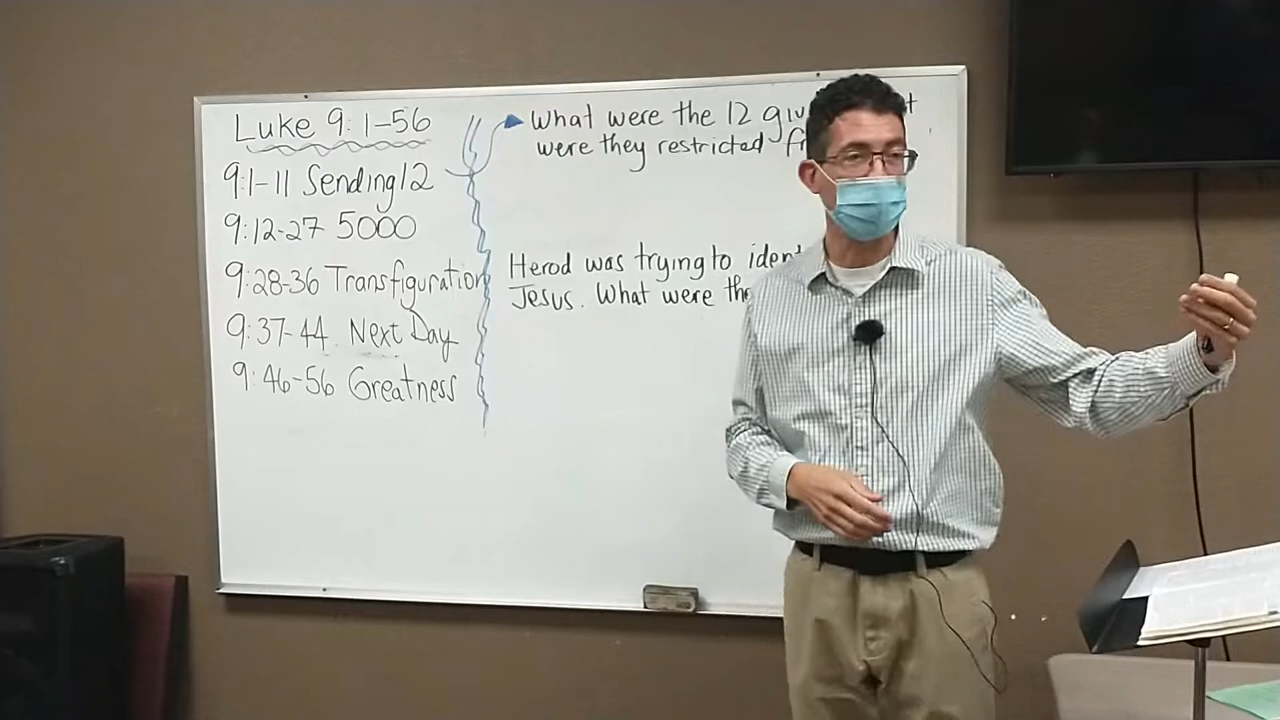 Luke 9:1-56
9:1-11 Sending 12
9:12-27 5000
9:28-36 Transfiguration
9:37-44 Next Day
9:46-56 Greatness
What were the 12
were they restricted
Herod was trying to
Jesus. What were